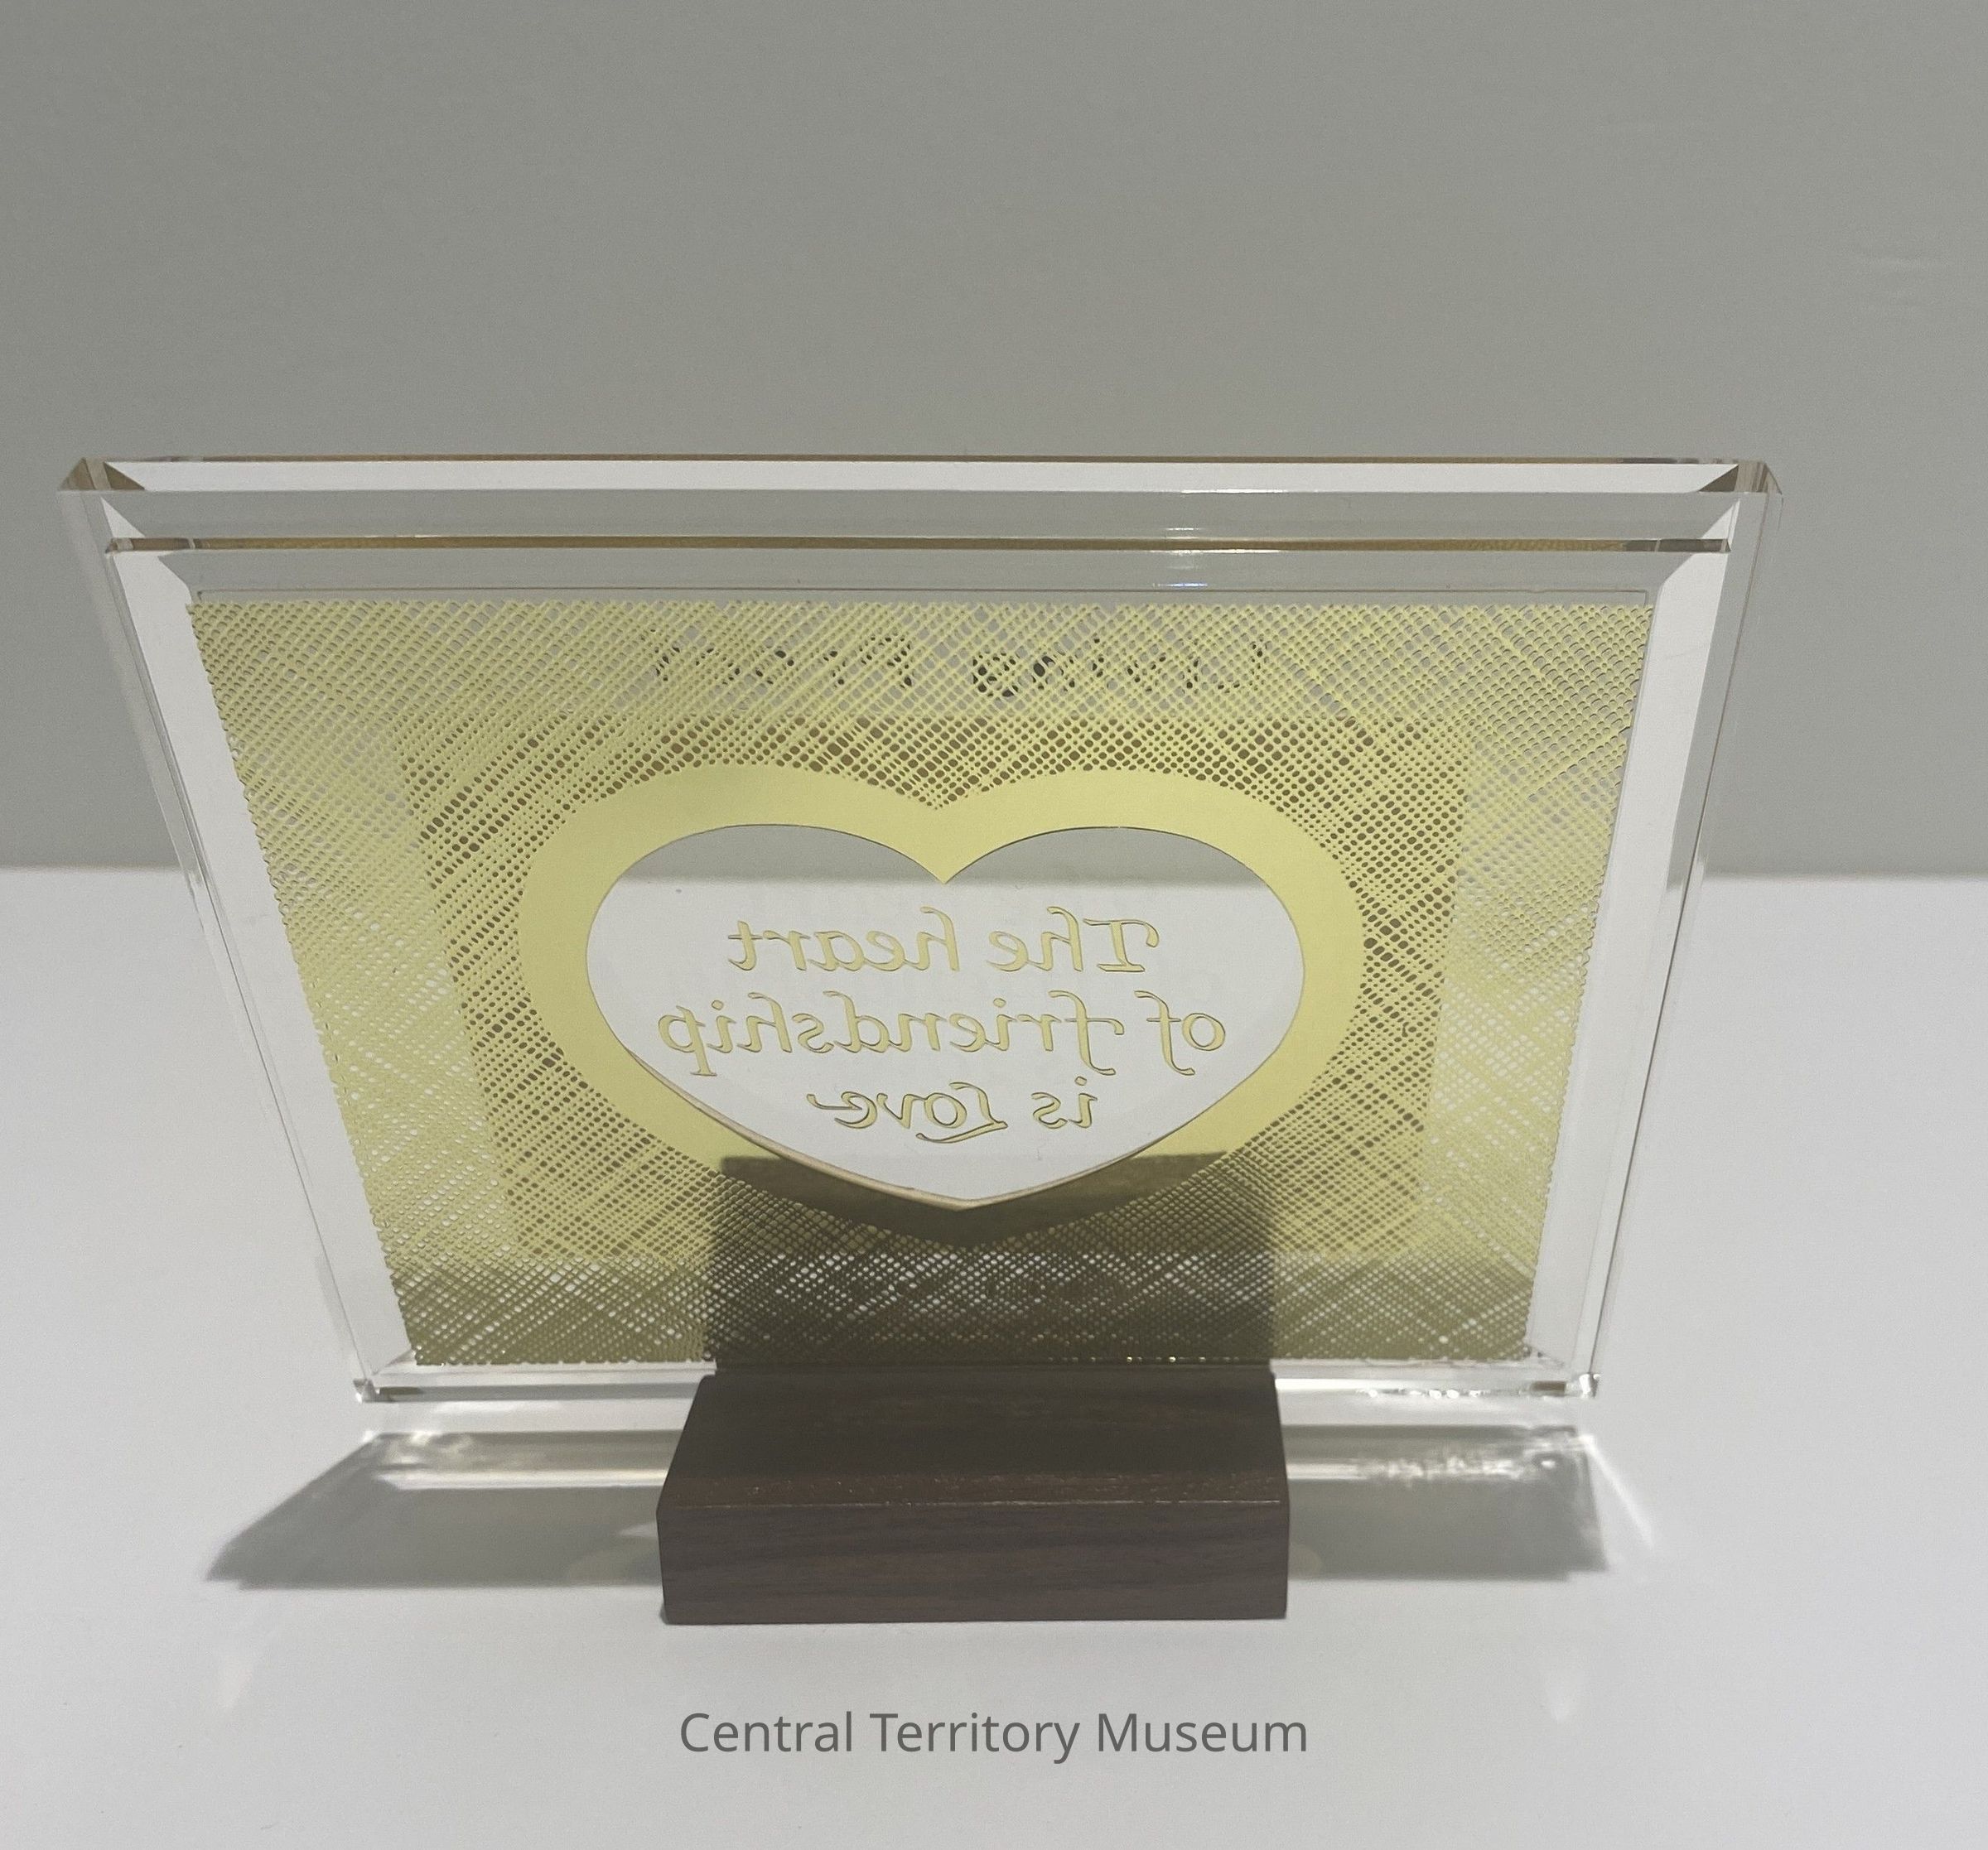 The heart
of friendship
is Love
Central Territory Museum